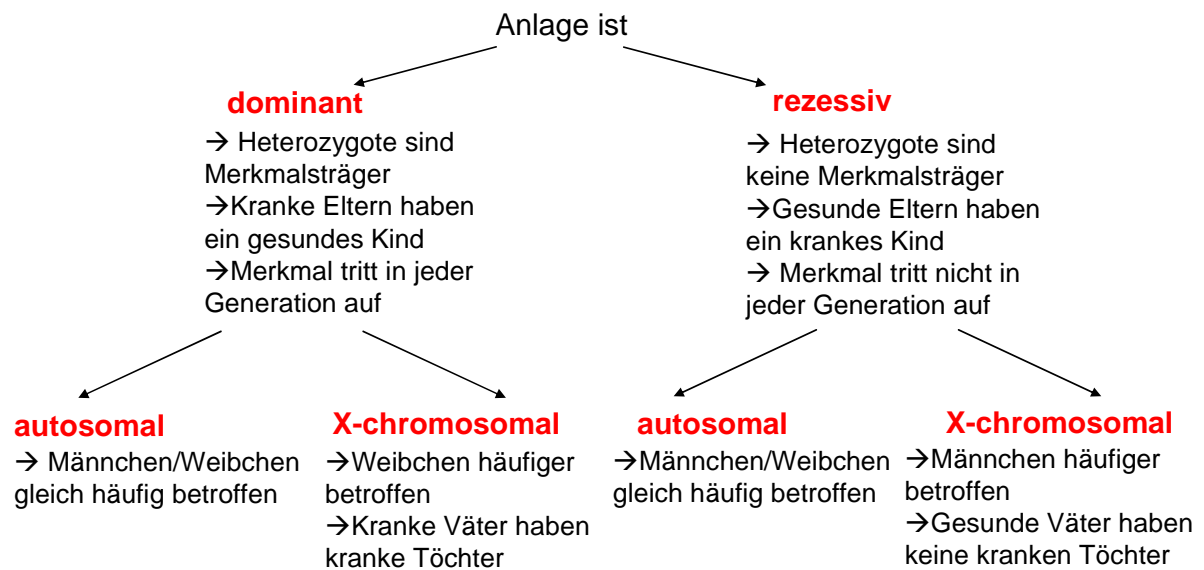 Anlage ist
dominant
→ Heterozygote sind
Merkmalsträger
→Kranke Eltern haben
ein gesundes Kind
→Merkmal tritt in jeder
Generation auf
rezessiv
→ Heterozygote sind
keine Merkmalsträger
→Gesunde Eltern haben
ein krankes Kind
→ Merkmal tritt nicht in
jeder Generation auf
autosomal
→ Männchen/Weibchen
gleich häufig betroffen
X-chromosomal
→Weibchen häufiger
betroffen
→Kranke Väter haben
kranke Töchter
autosomal
→Männchen/Weibchen
gleich häufig betroffen
X-chromosomal
→Männchen häufiger
betroffen
→Gesunde Väter haben
keine kranken Töchter